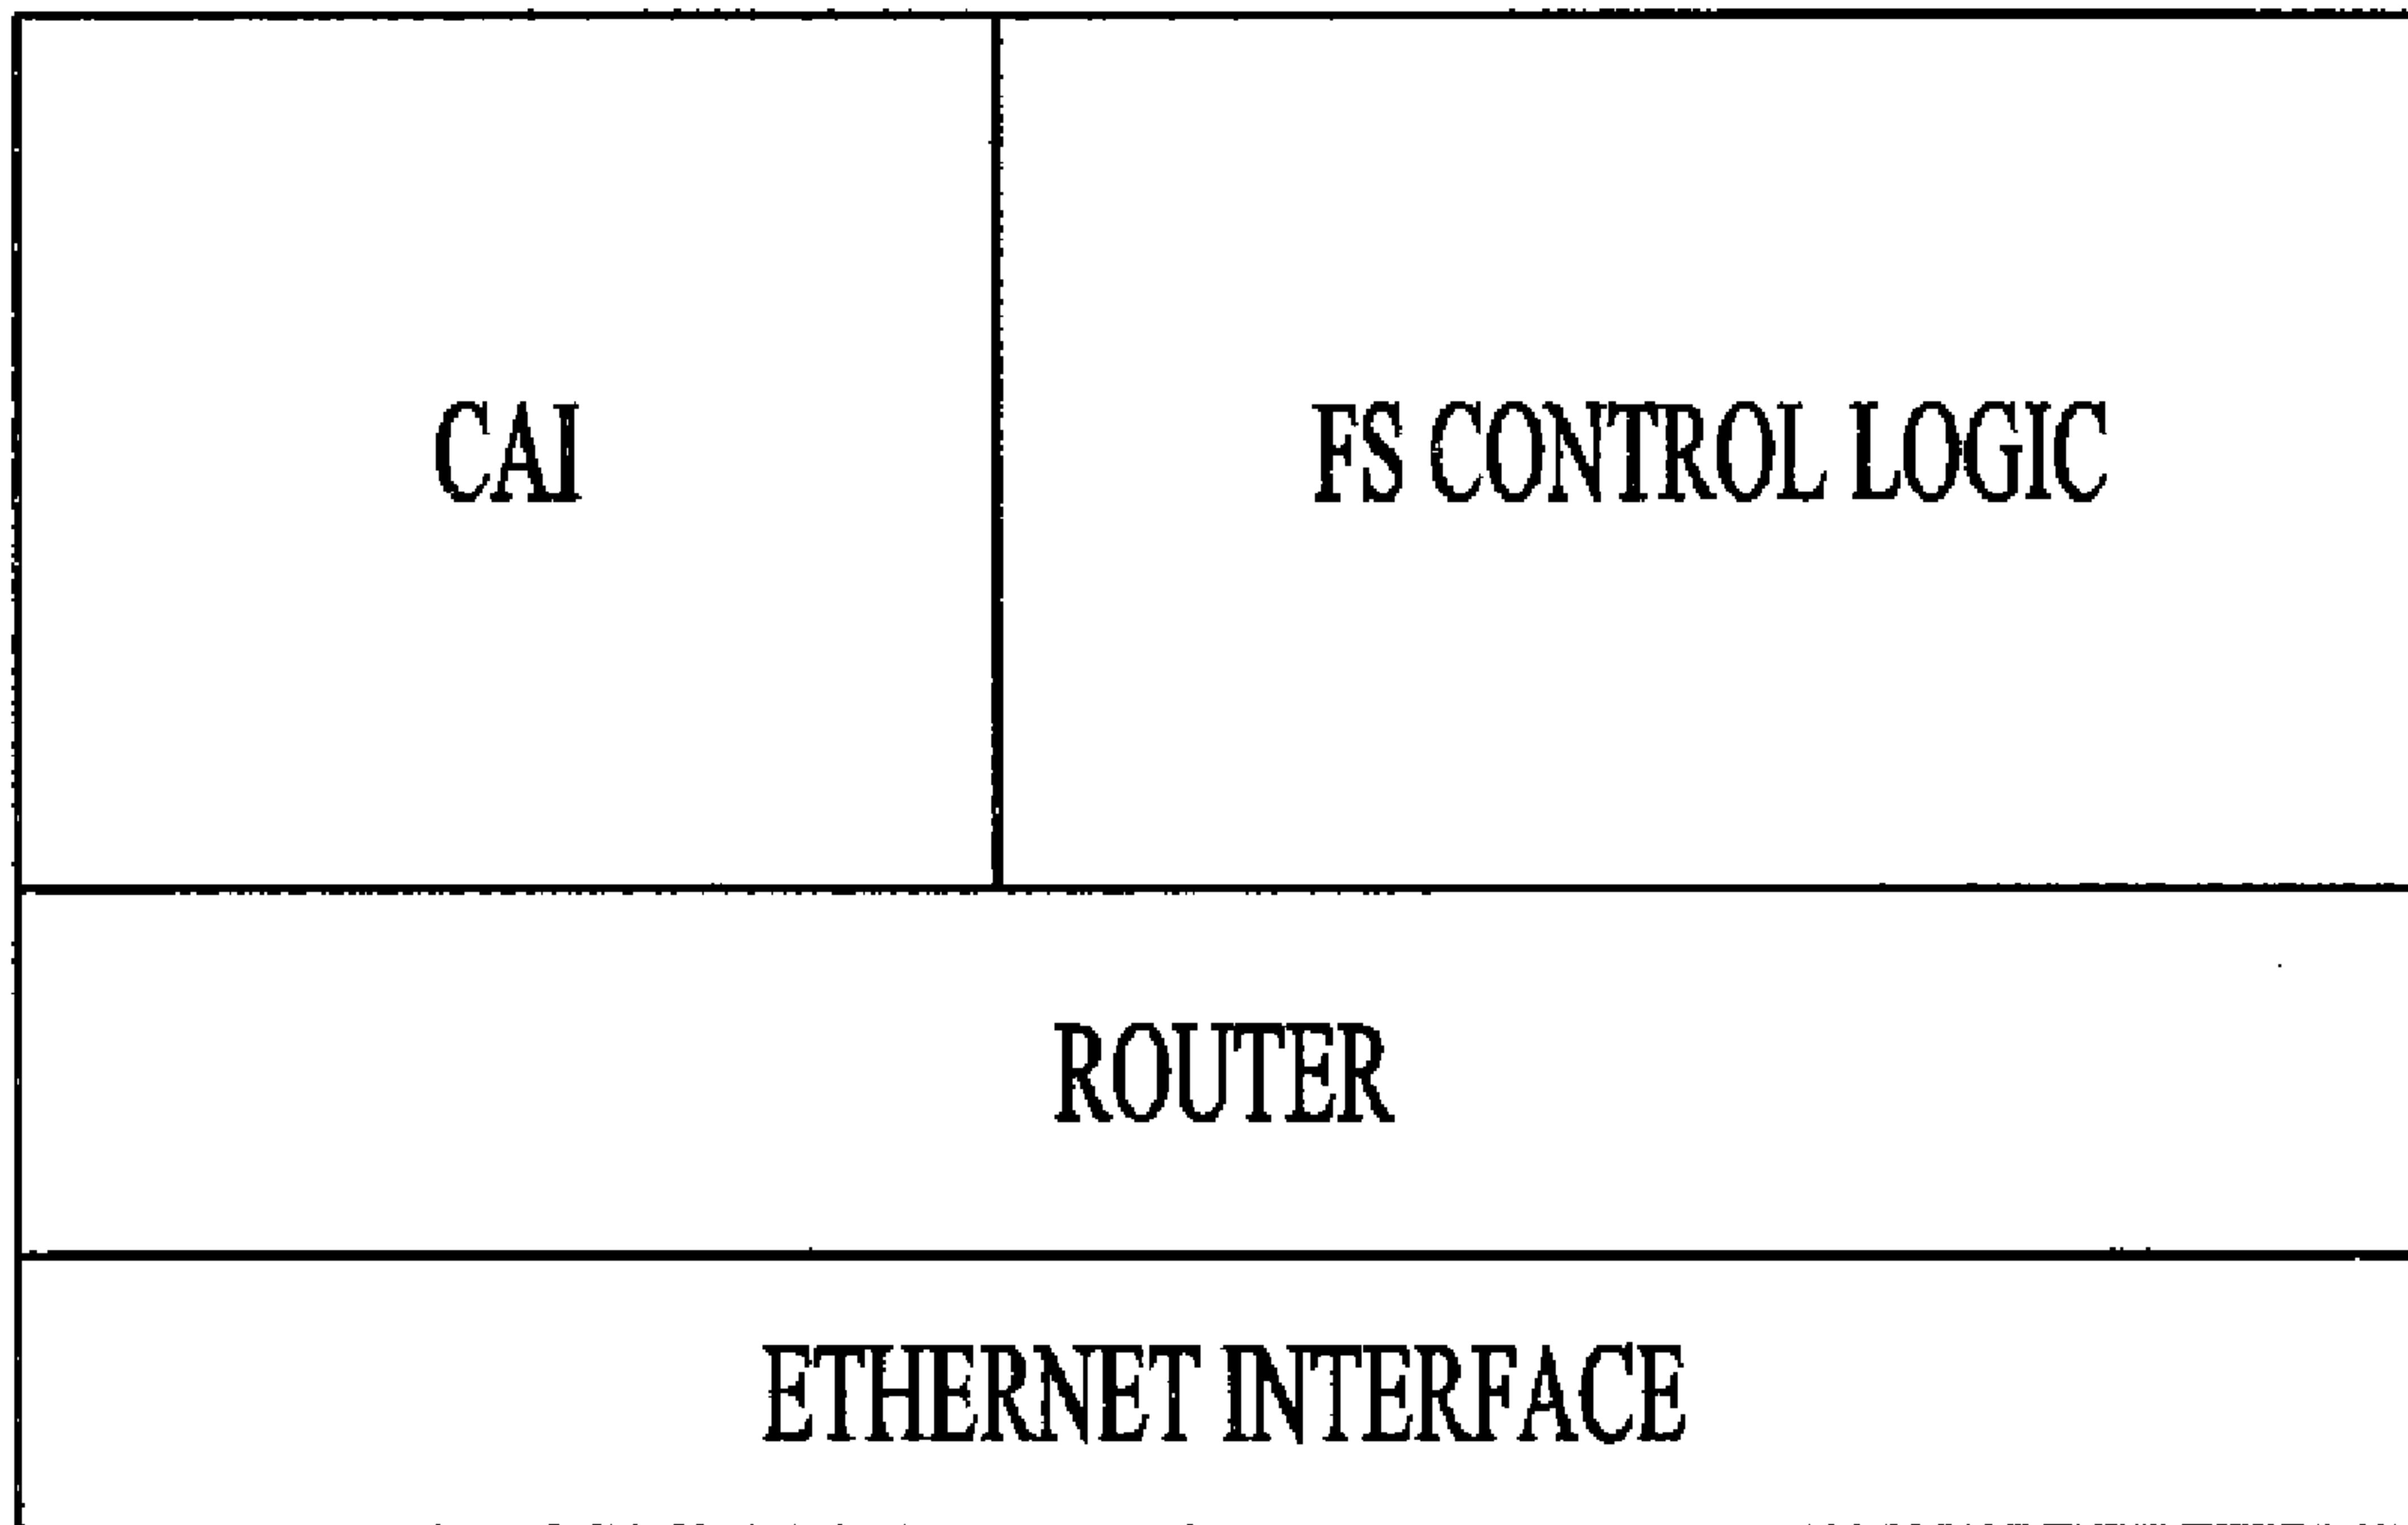 CAI
FS CONTROL LOGIC
ROUTER
ETHERNET INTERFACE